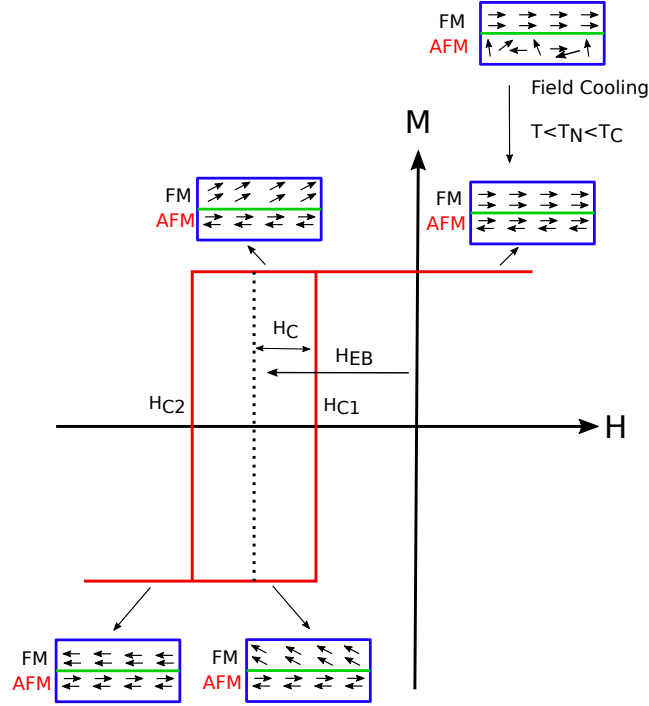 FM
AFM
Field Cooling
T<TN<TC
M
FM
AFM
FM
AFM
HC
HEB
HC2
HC1
H
FM
AFM
FM
AFM